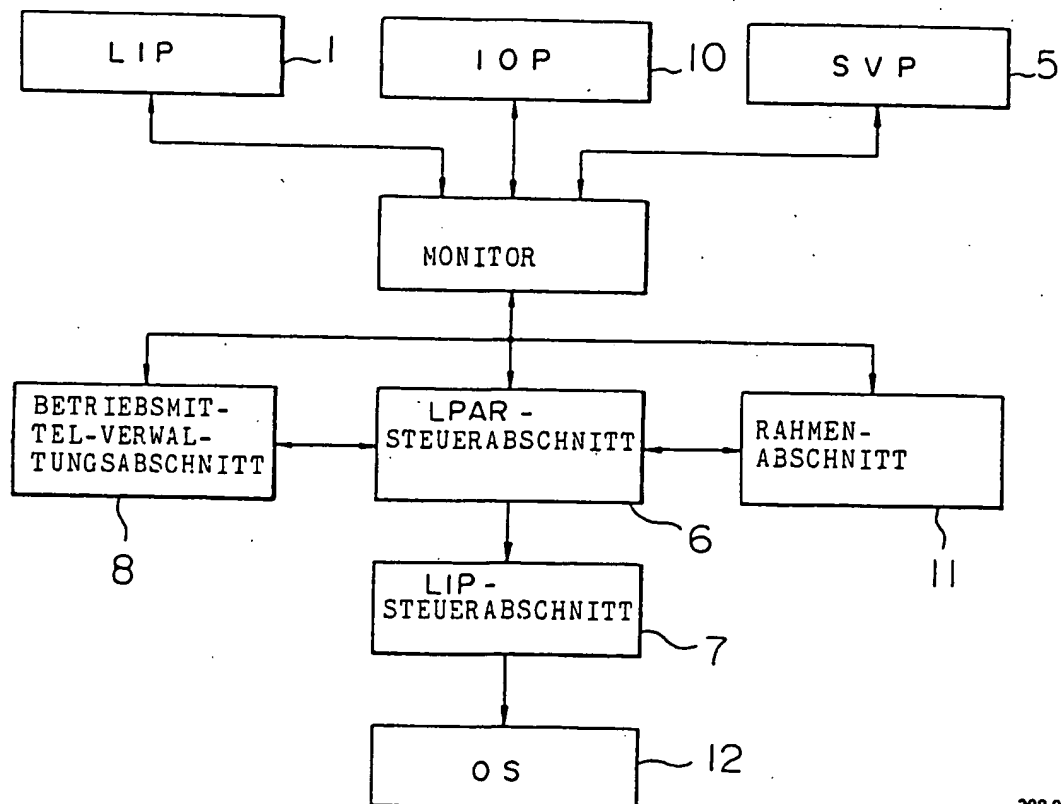 LIP
1
IOP
10
SVP
5
MONITOR
BETRIEBSMIT-
TEL-VERWAL-
TUNGSABSCHNITT
8
LPAR-
STEUERABSCHNITT
6
RAHMEN-
ABSCHNITT
11
LIP-
STEUERABSCHNITT
7
OS
12